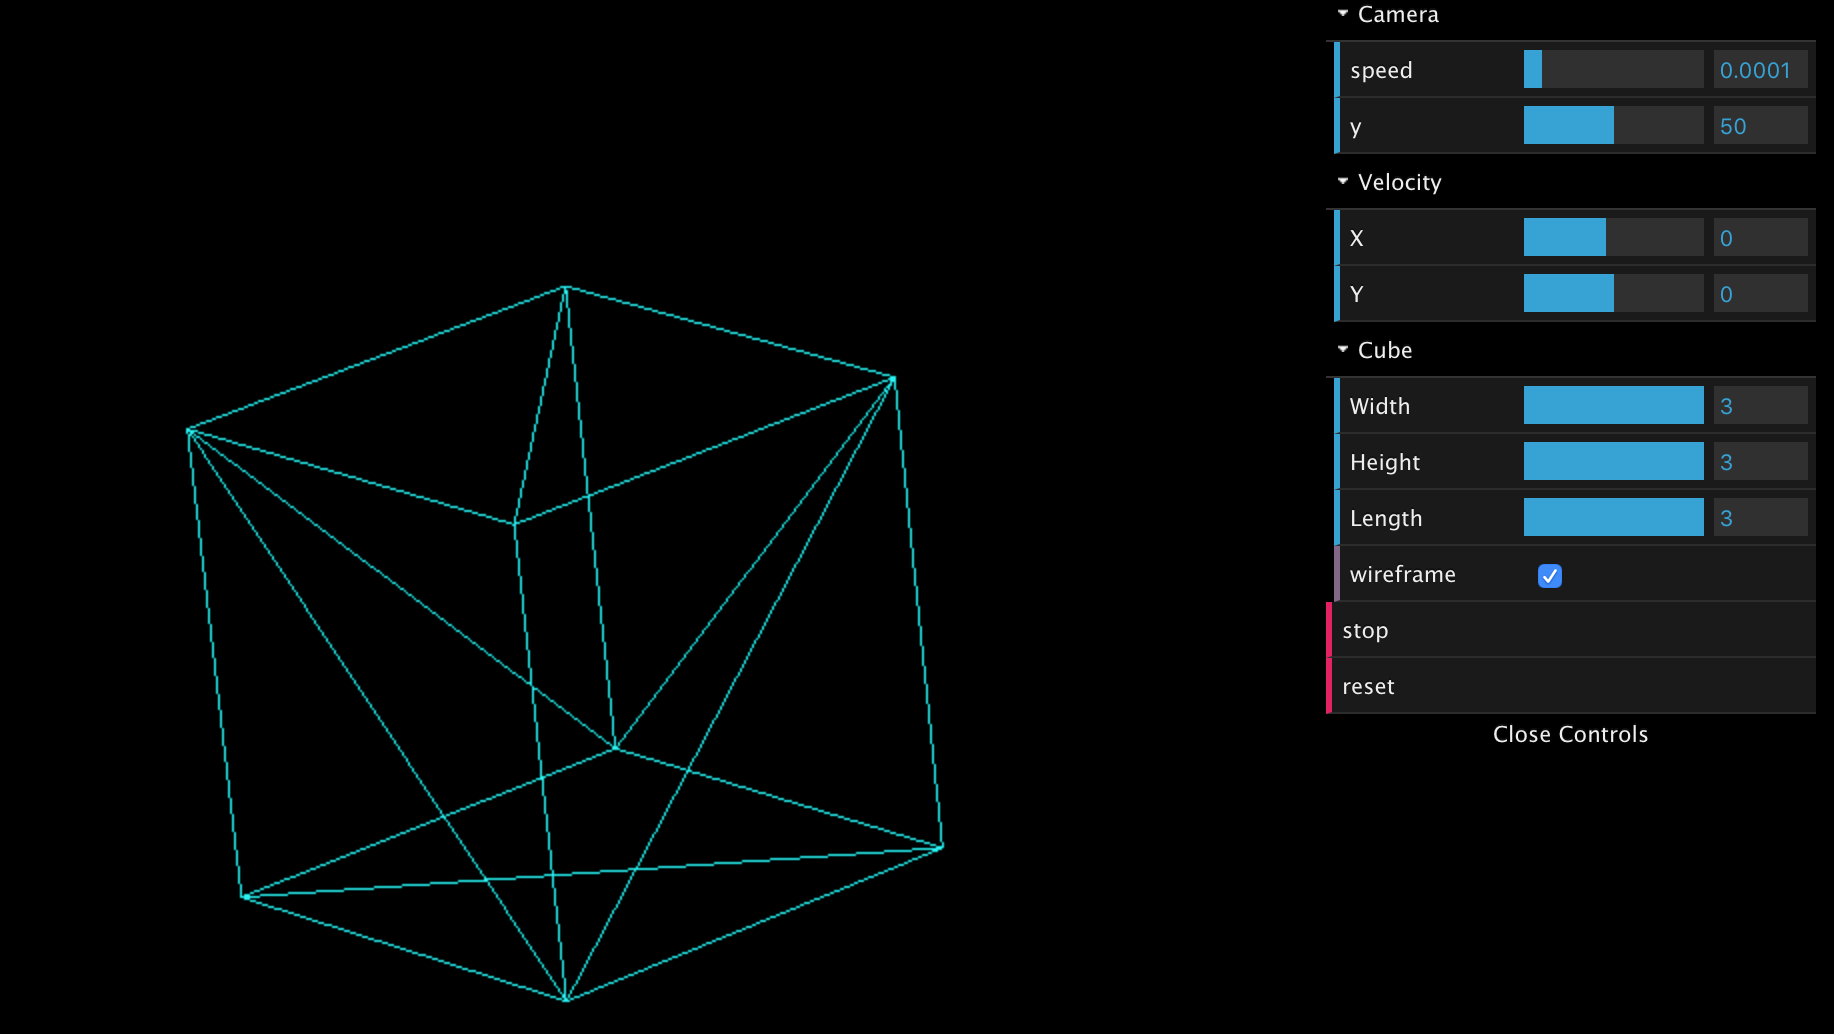 Camera
speed 0.0001
y 50
Velocity
X 0
Y 0
Cube
Width 3
Height 3
Length 3
wireframe
stop
reset
Close Controls